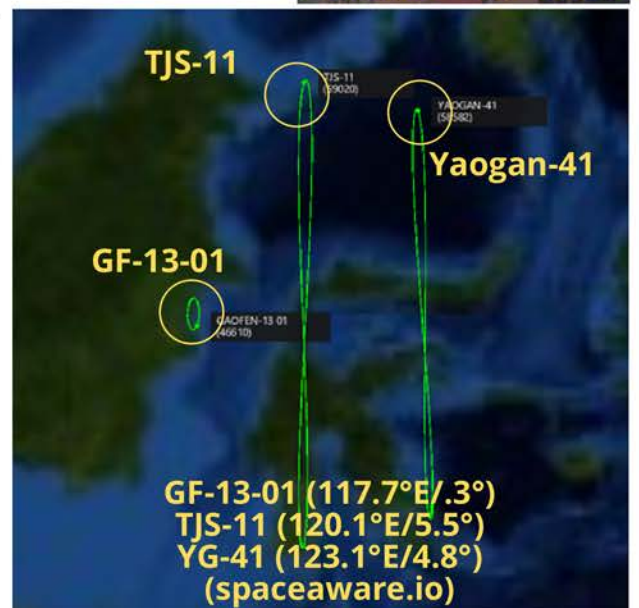 TJS-11
TJS-11
(59020)
YAOGAN-41
(58582)
Yaogan-41
GF-13-01
GAOFEN-13 01
(46610)
GF-13-01 (117.7°E/.3°)
TJS-11 (120.1°E/5.5°)
YG-41 (123.1°E/4.8°)
(spaceaware.io)